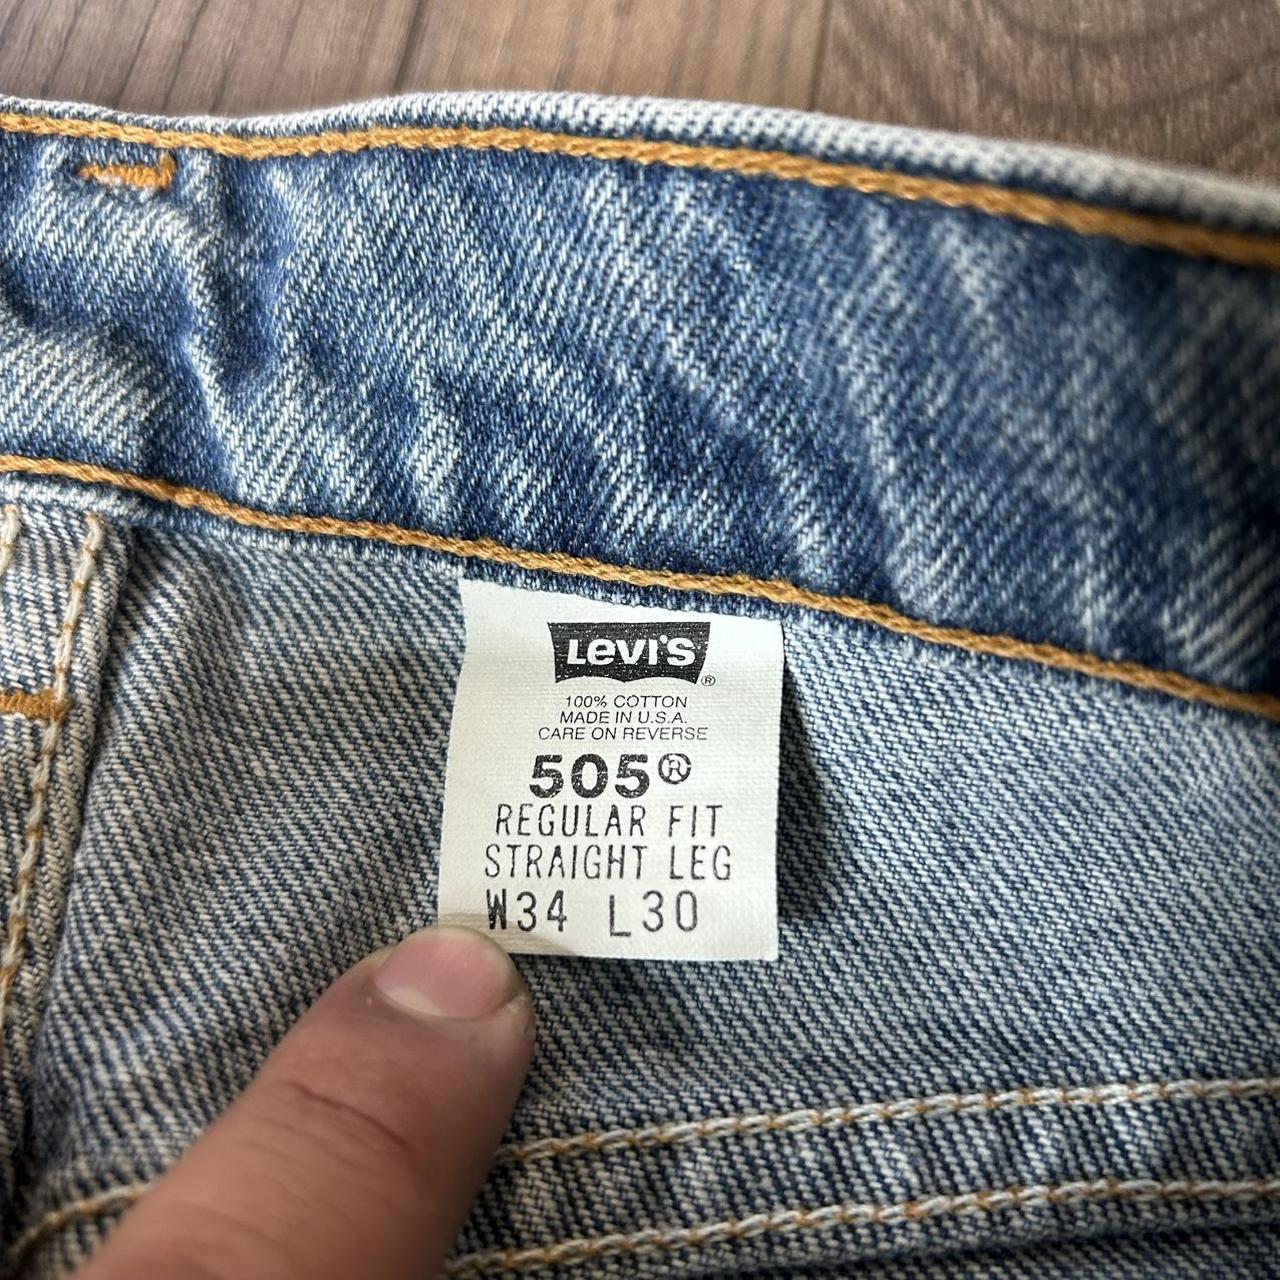 Levi's®
100% COTTON
MADE IN U.S.A.
CARE ON REVERSE
505®
REGULAR FIT
STRAIGHT LEG
W34 L30